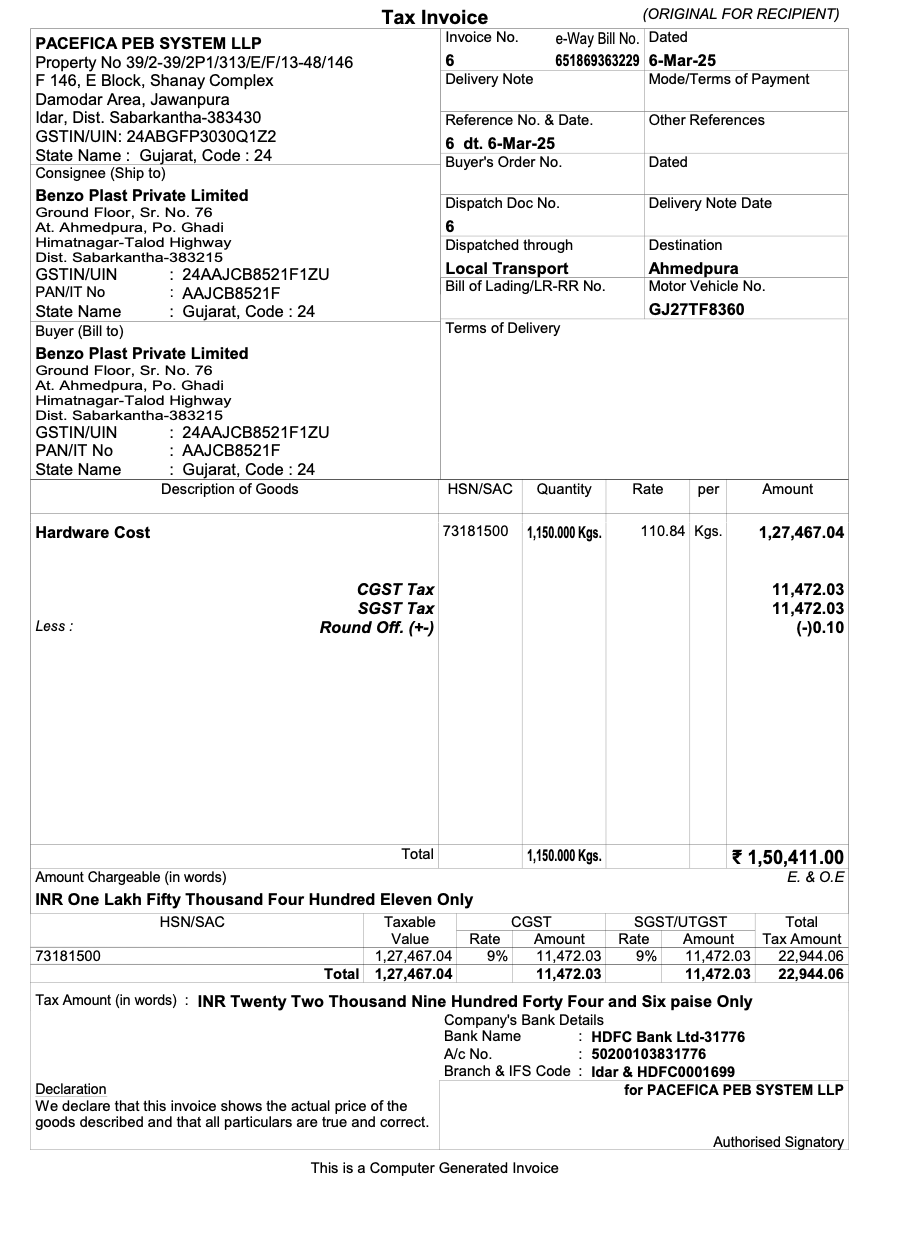 Tax Invoice
(ORIGINAL FOR RECIPIENT)
PACEFICA PEB SYSTEM LLP
Property No 39/2-39/2P1/313/E/F/13-48/146
F 146, E Block, Shanay Complex
Damodar Area, Jawanpura
Idar, Dist. Sabarkantha-383430
GSTIN/UIN: 24ABGFP3030Q1Z2
State Name : Gujarat, Code : 24
Invoice No. e-Way Bill No. Dated
6 651869363229 6-Mar-25
Delivery Note Mode/Terms of Payment
Reference No. & Date. Other References
6 dt. 6-Mar-25
Buyer's Order No. Dated
Dispatch Doc No. Delivery Note Date
6
Dispatched through Destination
Local Transport Ahmedpura
Bill of Lading/LR-RR No. Motor Vehicle No.
GJ27TF8360
Terms of Delivery
Consignee (Ship to)
Benzo Plast Private Limited
Ground Floor, Sr. No. 76
At. Ahmedpura, Po. Ghadi
Himatnagar-Talod Highway
Dist. Sabarkantha-383215
GSTIN/UIN : 24AAJCB8521F1ZU
PAN/IT No : AAJCB8521F
State Name : Gujarat, Code : 24
Buyer (Bill to)
Benzo Plast Private Limited
Ground Floor, Sr. No. 76
At. Ahmedpura, Po. Ghadi
Himatnagar-Talod Highway
Dist. Sabarkantha-383215
GSTIN/UIN : 24AAJCB8521F1ZU
PAN/IT No : AAJCB8521F
State Name : Gujarat, Code : 24
Description of Goods HSN/SAC Quantity Rate per Amount
Hardware Cost 73181500 1,150.000 Kgs. 110.84 Kgs. 1,27,467.04
CGST Tax 11,472.03
SGST Tax 11,472.03
Less : Round Off. (+-) (-)0.10
Total 1,150.000 Kgs. ₹ 1,50,411.00
Amount Chargeable (in words) E. & O.E
INR One Lakh Fifty Thousand Four Hundred Eleven Only
HSN/SAC Taxable CGST SGST/UTGST Total
Value Rate Amount Rate Amount Tax Amount
73181500 1,27,467.04 9% 11,472.03 9% 11,472.03 22,944.06
Total 1,27,467.04 11,472.03 11,472.03 22,944.06
Tax Amount (in words) : INR Twenty Two Thousand Nine Hundred Forty Four and Six paise Only
Company's Bank Details
Bank Name : HDFC Bank Ltd-31776
A/c No. : 50200103831776
Branch & IFS Code : Idar & HDFC0001699
Declaration
We declare that this invoice shows the actual price of the
goods described and that all particulars are true and correct.
for PACEFICA PEB SYSTEM LLP
Authorised Signatory
This is a Computer Generated Invoice